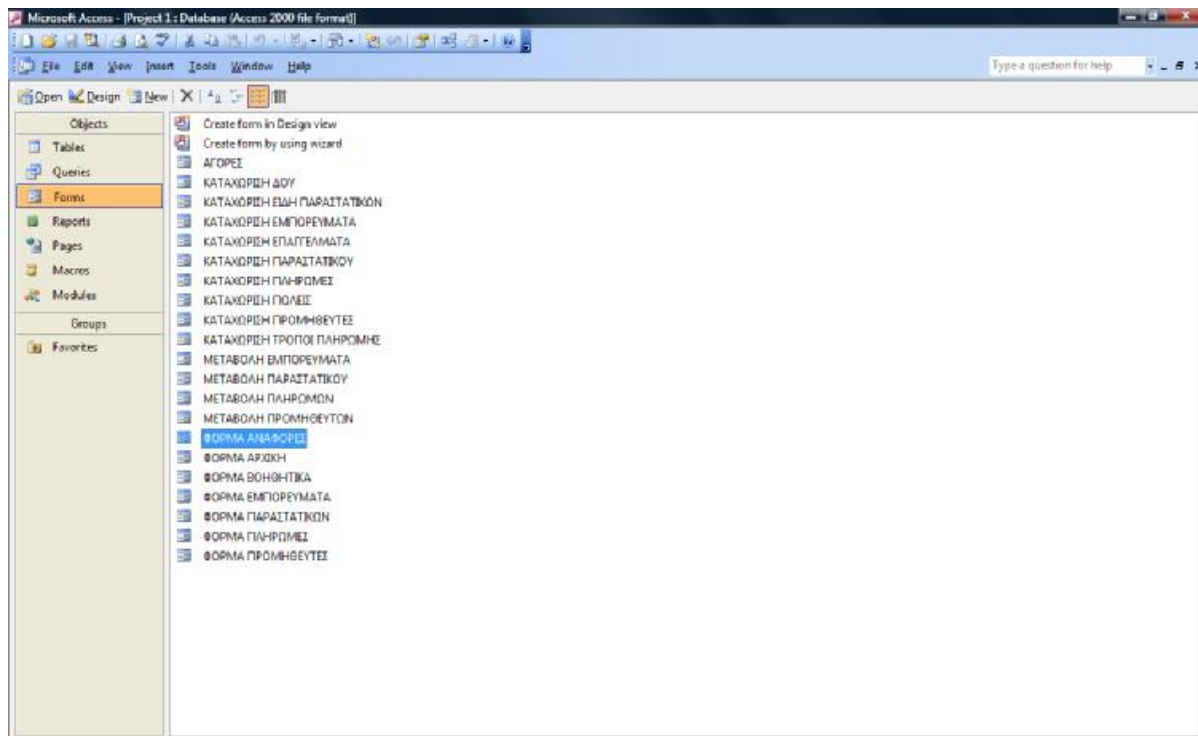 Microsoft Access - [Project 1 : Database (Access 2000 file format)]
File Edit View Insert Tools Window Help
Type a question for help
Open Design New
Objects
Tables
Queries
Forms
Reports
Pages
Macros
Modules
Groups
Favorites
Create form in Design view
Create form by using wizard
ΑΓΟΡΕΣ
ΚΑΤΑΧΩΡΙΣΗ ΔΟΥ
ΚΑΤΑΧΩΡΙΣΗ ΕΙΔΗ ΠΑΡΑΣΤΑΤΙΚΩΝ
ΚΑΤΑΧΩΡΙΣΗ ΕΜΠΟΡΕΥΜΑΤΑ
ΚΑΤΑΧΩΡΙΣΗ ΕΠΑΓΓΕΛΜΑΤΑ
ΚΑΤΑΧΩΡΙΣΗ ΠΑΡΑΣΤΑΤΙΚΟΥ
ΚΑΤΑΧΩΡΙΣΗ ΠΛΗΡΩΜΕΣ
ΚΑΤΑΧΩΡΙΣΗ ΠΟΛΕΙΣ
ΚΑΤΑΧΩΡΙΣΗ ΠΡΟΜΗΘΕΥΤΕΣ
ΚΑΤΑΧΩΡΙΣΗ ΤΡΟΠΟΙ ΠΛΗΡΩΜΗΣ
ΜΕΤΑΒΟΛΗ ΕΜΠΟΡΕΥΜΑΤΑ
ΜΕΤΑΒΟΛΗ ΠΑΡΑΣΤΑΤΙΚΟΥ
ΜΕΤΑΒΟΛΗ ΠΛΗΡΩΜΩΝ
ΜΕΤΑΒΟΛΗ ΠΡΟΜΗΘΕΥΤΩΝ
ΦΟΡΜΑ ΑΝΑΦΟΡΕΣ
ΦΟΡΜΑ ΑΡΧΙΚΗ
ΦΟΡΜΑ ΒΟΗΘΗΤΙΚΑ
ΦΟΡΜΑ ΕΜΠΟΡΕΥΜΑΤΑ
ΦΟΡΜΑ ΠΑΡΑΣΤΑΤΙΚΩΝ
ΦΟΡΜΑ ΠΛΗΡΩΜΕΣ
ΦΟΡΜΑ ΠΡΟΜΗΘΕΥΤΕΣ